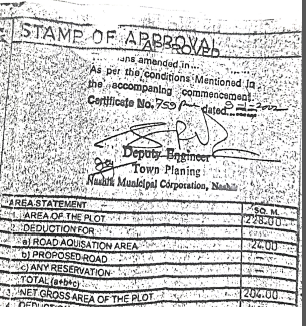 STAMP OF APPROVAL
APPROVED
as amended in...
As per the conditions Mentioned in
the accompaning commencement
Certificate No. 759 dated
Deputy Engineer
Town Planing
Nashik Municipal Corporation, Nashik
AREA STATEMENT SQ. M.
1. AREA OF THE PLOT 228.00
2. DEDUCTION FOR
a) ROAD AQUISATION AREA 24.00
b) PROPOSED ROAD
c) ANY RESERVATION
TOTAL (a+b+c)
3. NET GROSS AREA OF THE PLOT 204.00